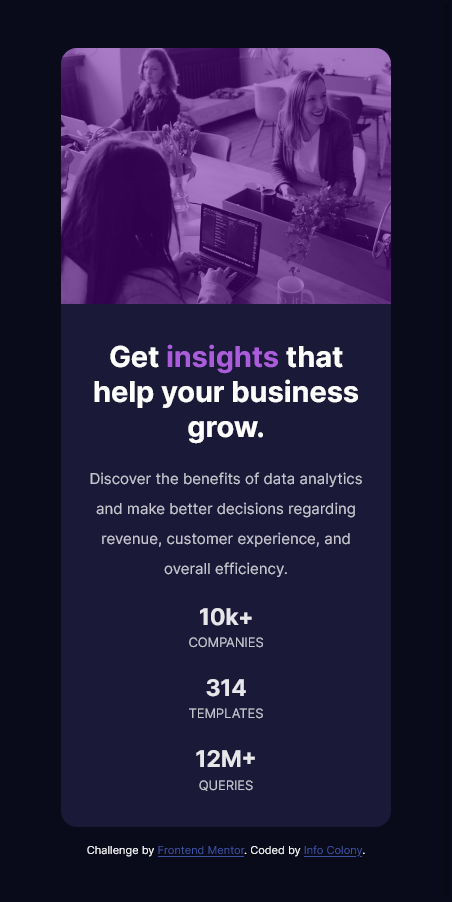 Get insights that
help your business
grow.
Discover the benefits of data analytics
and make better decisions regarding
revenue, customer experience, and
overall efficiency.
10k+
COMPANIES
314
TEMPLATES
12M+
QUERIES
Challenge by Frontend Mentor. Coded by Info Colony.